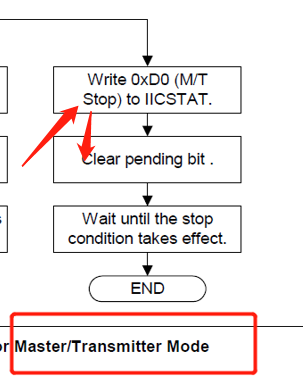 Write 0xD0 (M/T
Stop) to IICSTAT.
Clear pending bit .
s
Wait until the stop
condition takes effect.
END
or Master/Transmitter Mode